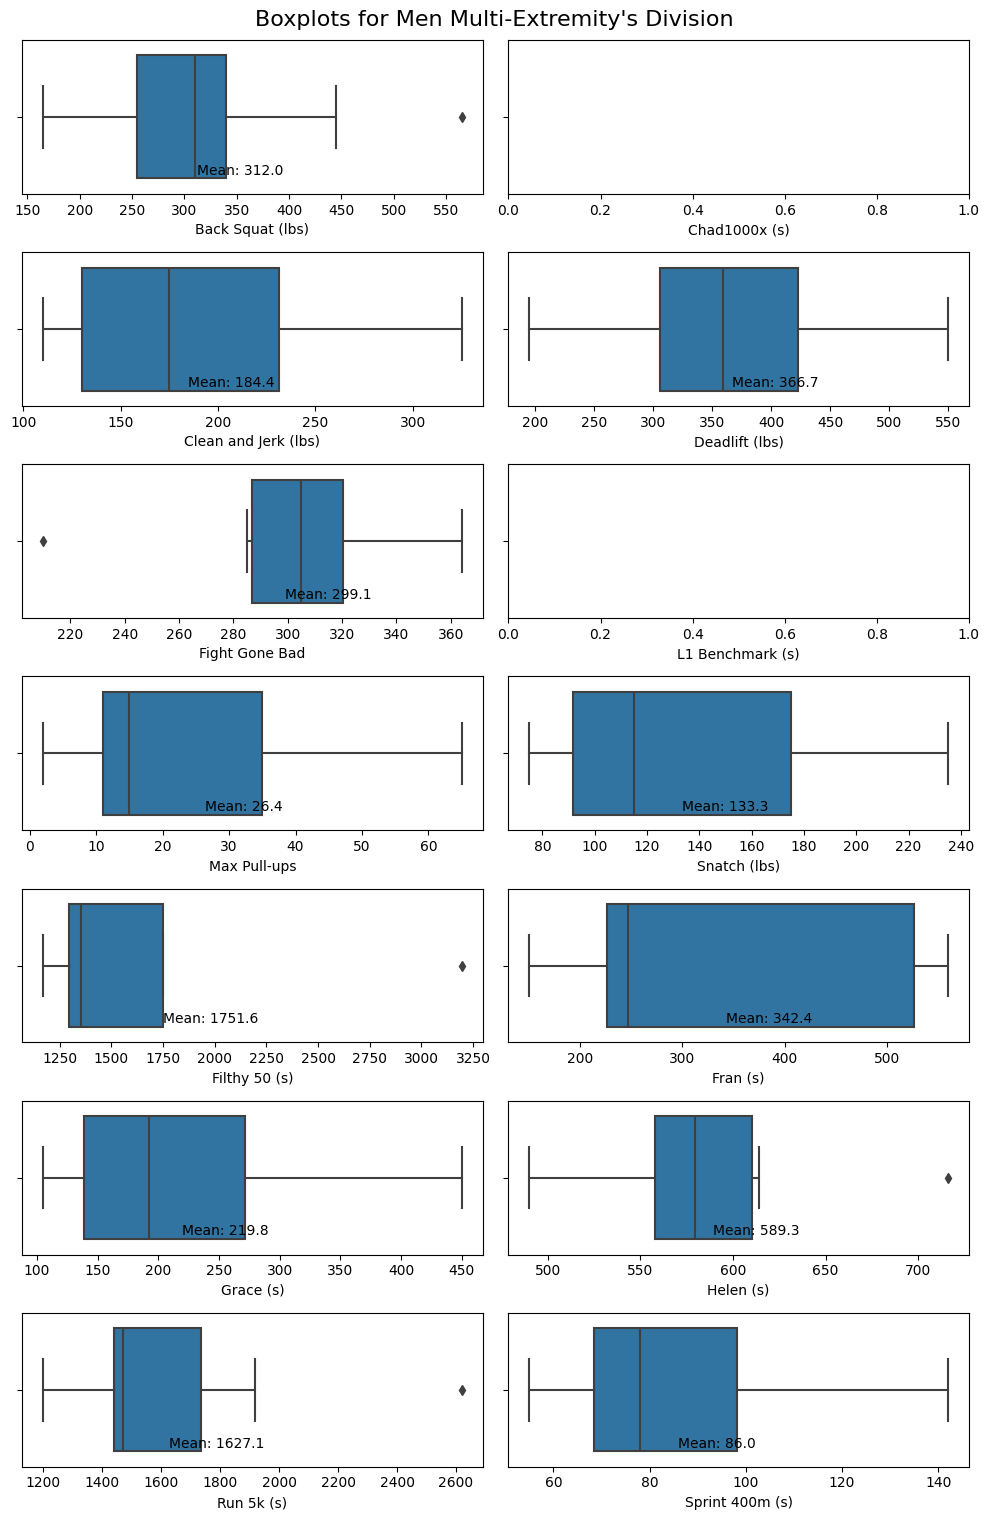 Boxplots for Men Multi-Extremity's Division
Mean: 312.0
150 200 250 300 350 400 450 500 550
Back Squat (lbs)
0.0 0.2 0.4 0.6 0.8 1.0
Chad1000x (s)
Mean: 184.4
100 150 200 250 300
Clean and Jerk (lbs)
Mean: 366.7
200 250 300 350 400 450 500 550
Deadlift (lbs)
Mean: 299.1
220 240 260 280 300 320 340 360
Fight Gone Bad
0.0 0.2 0.4 0.6 0.8 1.0
L1 Benchmark (s)
Mean: 26.4
0 10 20 30 40 50 60
Max Pull-ups
Mean: 133.3
80 100 120 140 160 180 200 220 240
Snatch (lbs)
Mean: 1751.6
1250 1500 1750 2000 2250 2500 2750 3000 3250
Filthy 50 (s)
Mean: 342.4
200 300 400 500
Fran (s)
Mean: 219.8
100 150 200 250 300 350 400 450
Grace (s)
Mean: 589.3
500 550 600 650 700
Helen (s)
Mean: 1627.1
1200 1400 1600 1800 2000 2200 2400 2600
Run 5k (s)
Mean: 86.0
60 80 100 120 140
Sprint 400m (s)